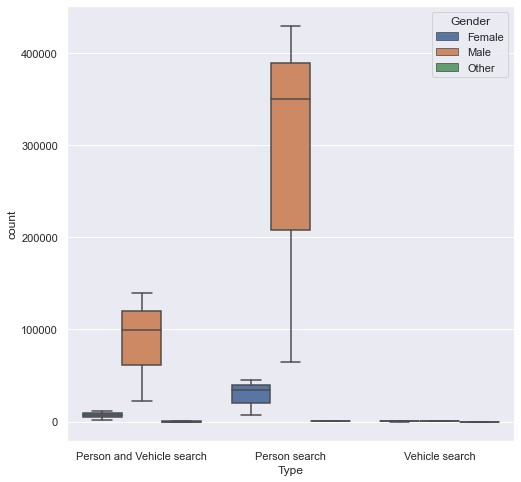 Gender
Female
Male
Other
400000
300000
200000
100000
0
count
Person and Vehicle search
Person search
Vehicle search
Type